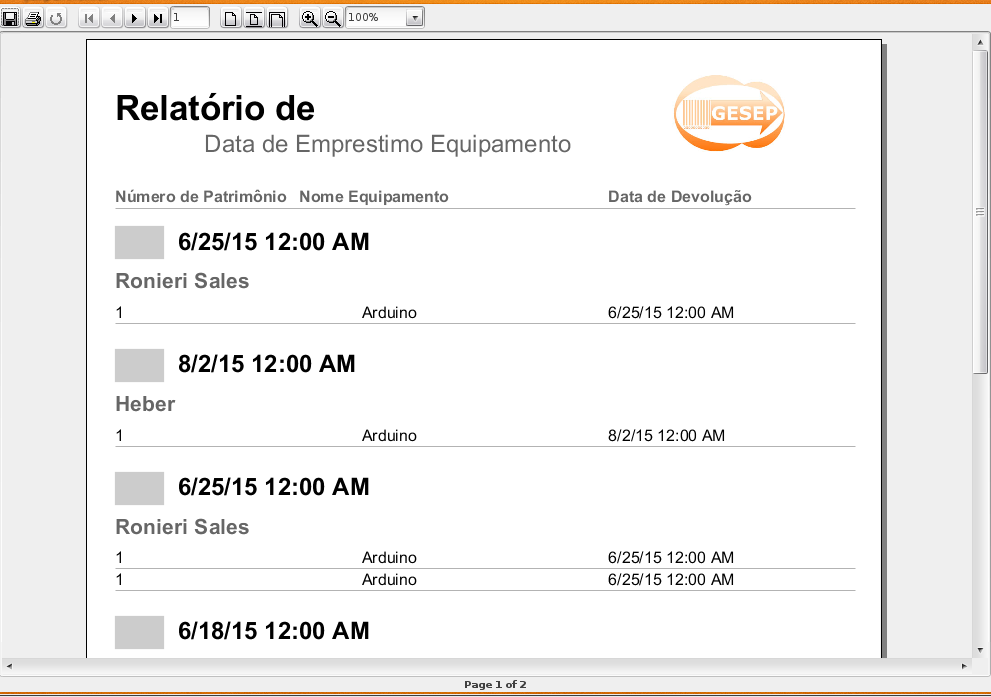 1
100%
Relatório de
GESEP
Data de Emprestimo Equipamento
Número de Patrimônio Nome Equipamento Data de Devolução
6/25/15 12:00 AM
Ronieri Sales
1 Arduino 6/25/15 12:00 AM
8/2/15 12:00 AM
Heber
1 Arduino 8/2/15 12:00 AM
6/25/15 12:00 AM
Ronieri Sales
1 Arduino 6/25/15 12:00 AM
1 Arduino 6/25/15 12:00 AM
6/18/15 12:00 AM
Page 1 of 2